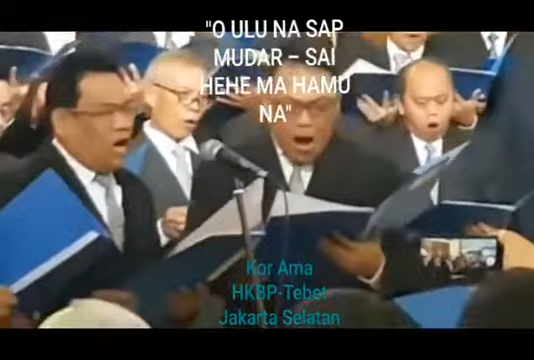 "O ULU NA SAP
MUDAR – SAI
HEHE MA HAMU
NA"
Kor Ama
HKBP-Tebet
Jakarta Selatan